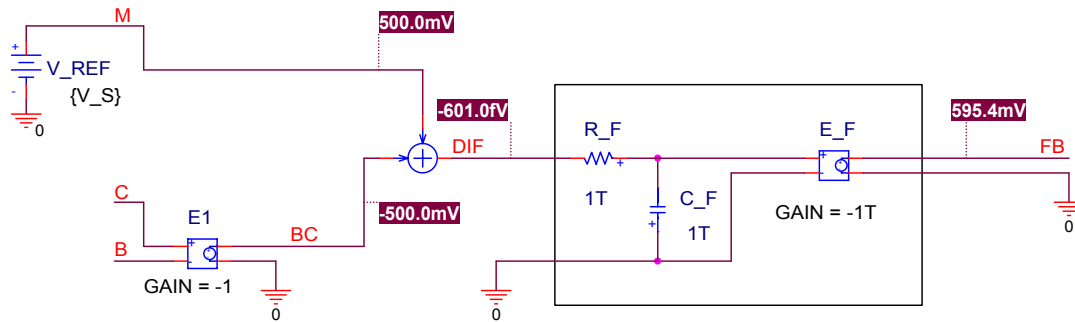 M
500.0mV
+
V_REF
-
{V_S}
0
-601.0fV
595.4mV
DIF
R_F
E_F
FB
+
+
-
1T
C_F
1T
+
GAIN = -1T
0
C
-500.0mV
E1
BC
B
+
-
GAIN = -1
0
0